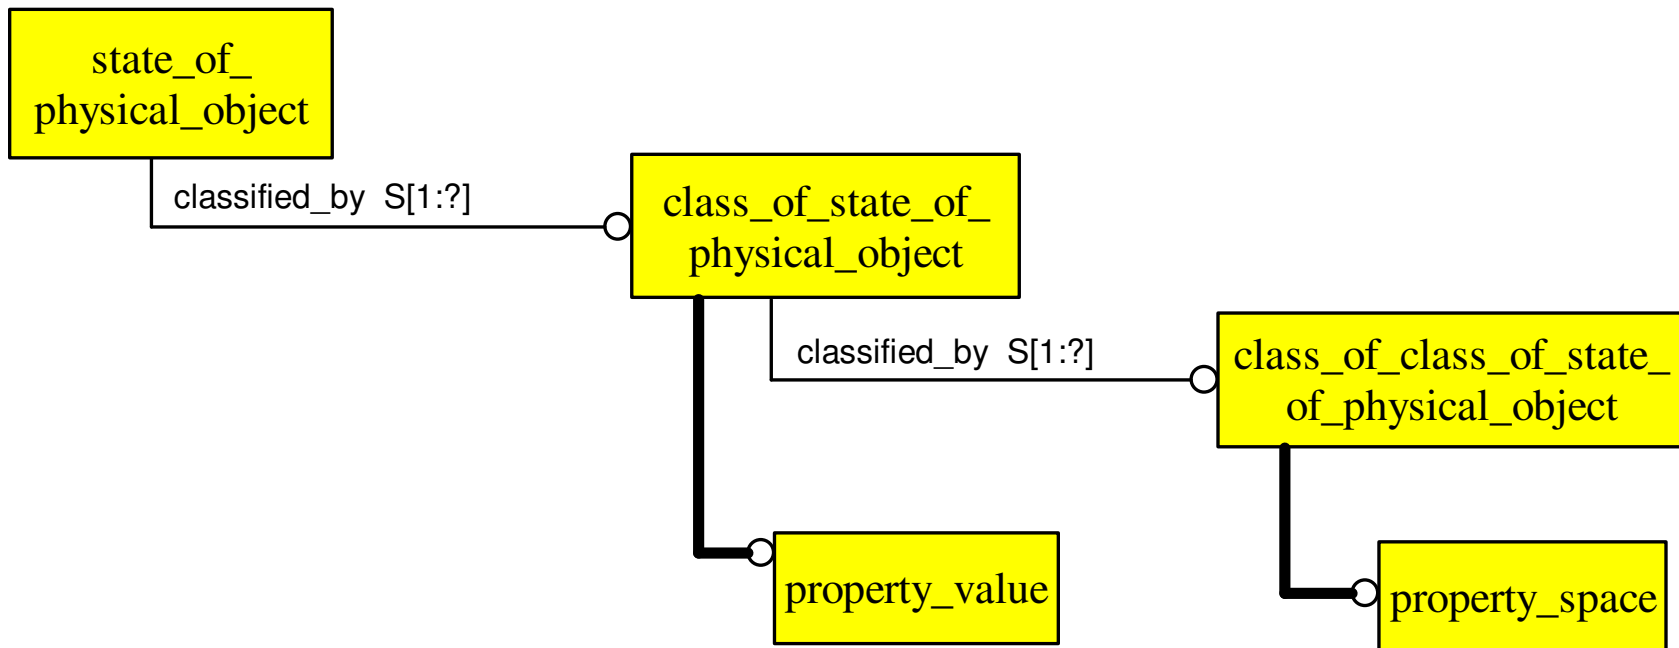 state_of_
physical_object
classified_by S[1:?]
class_of_state_of_
physical_object
classified_by S[1:?]
class_of_class_of_state_
of_physical_object
property_value
property_space